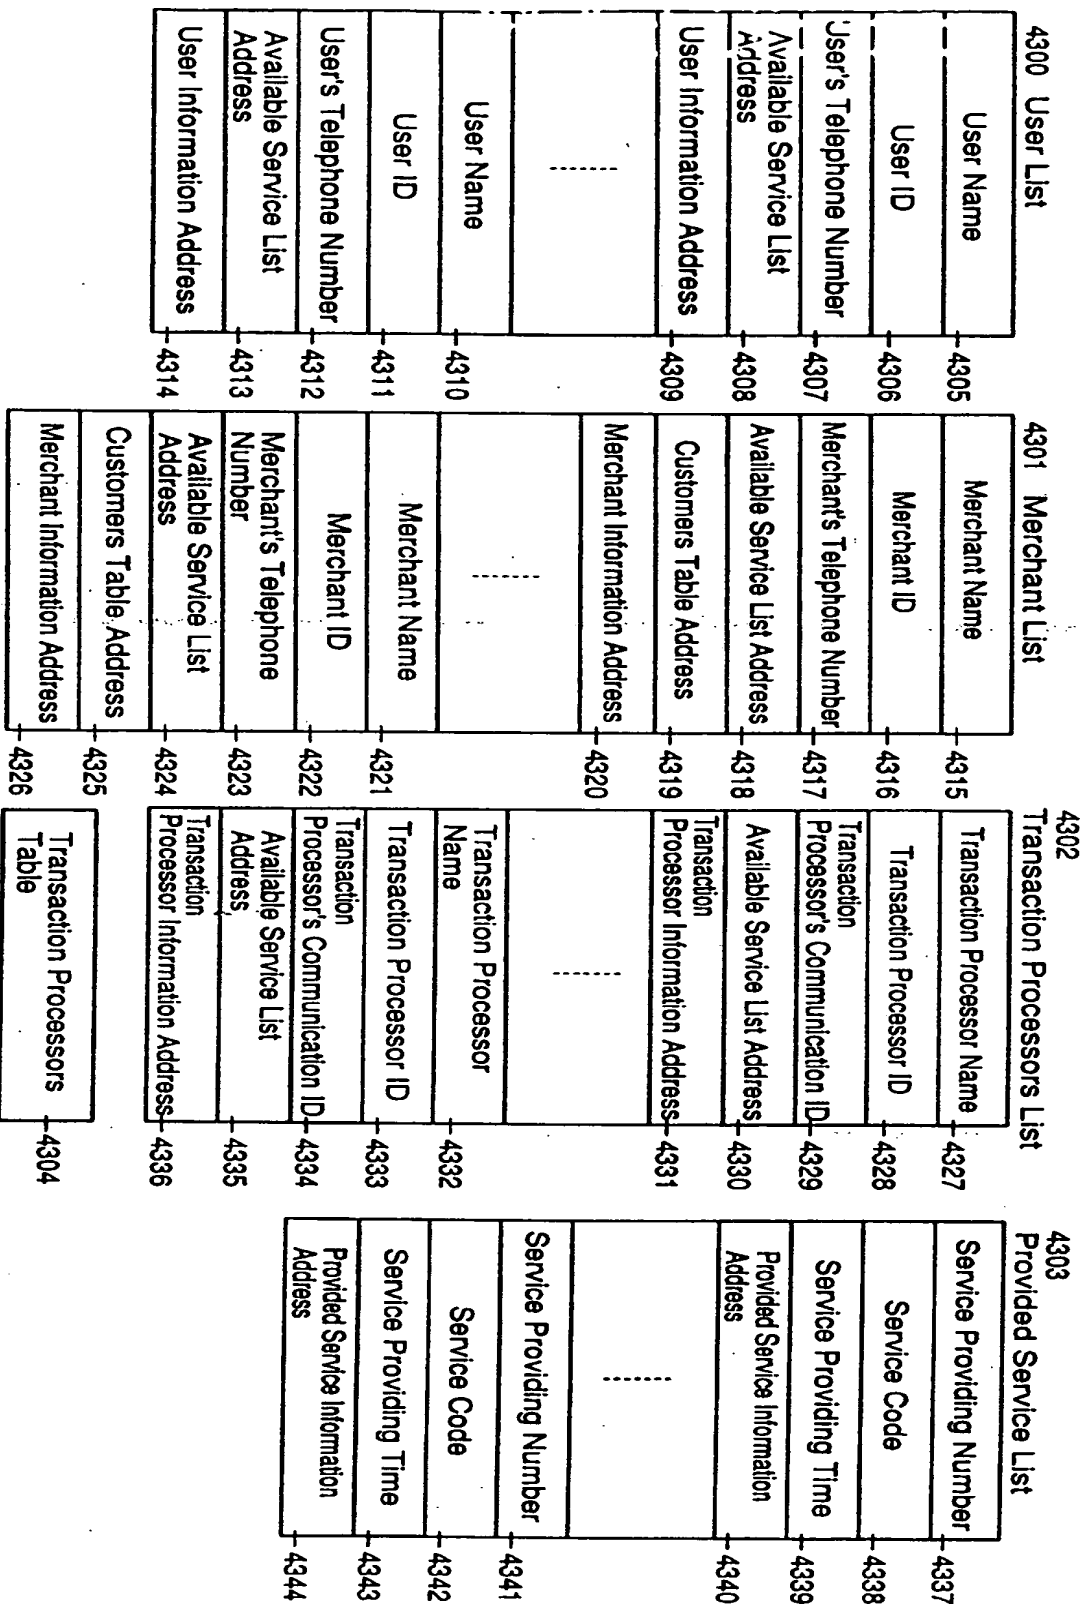 4300 User List
User Name
4305
User ID
4306
User's Telephone Number
4307
Available Service List
Address
4308
User Information Address
4309
User Name
4310
User ID
4311
User's Telephone Number
4312
Available Service List
Address
4313
User Information Address
4314
4301 Merchant List
Merchant Name
4315
Merchant ID
4316
Merchant's Telephone Number
4317
Available Service List Address
4318
Customers Table Address
4319
Merchant Information Address
4320
Merchant Name
4321
Merchant ID
4322
Merchant's Telephone
Number
4323
Available Service List
Address
4324
Customers Table Address
4325
Merchant Information Address
4326
4302
Transaction Processors List
Transaction Processor Name
4327
Transaction Processor ID
4328
Transaction
Processor's Communication ID
4329
Available Service List Address
4330
Transaction
Processor Information Address
4331
Transaction Processor
Name
4332
Transaction Processor ID
4333
Transaction
Processor's Communication ID
4334
Available Service List
Address
4335
Transaction
Processor Information Address
4336
Transaction Processors
Table
4304
4303
Provided Service List
Service Providing Number
4337
Service Code
4338
Service Providing Time
4339
Provided Service Information
Address
4340
Service Providing Number
4341
Service Code
4342
Service Providing Time
4343
Provided Service Information
Address
4344